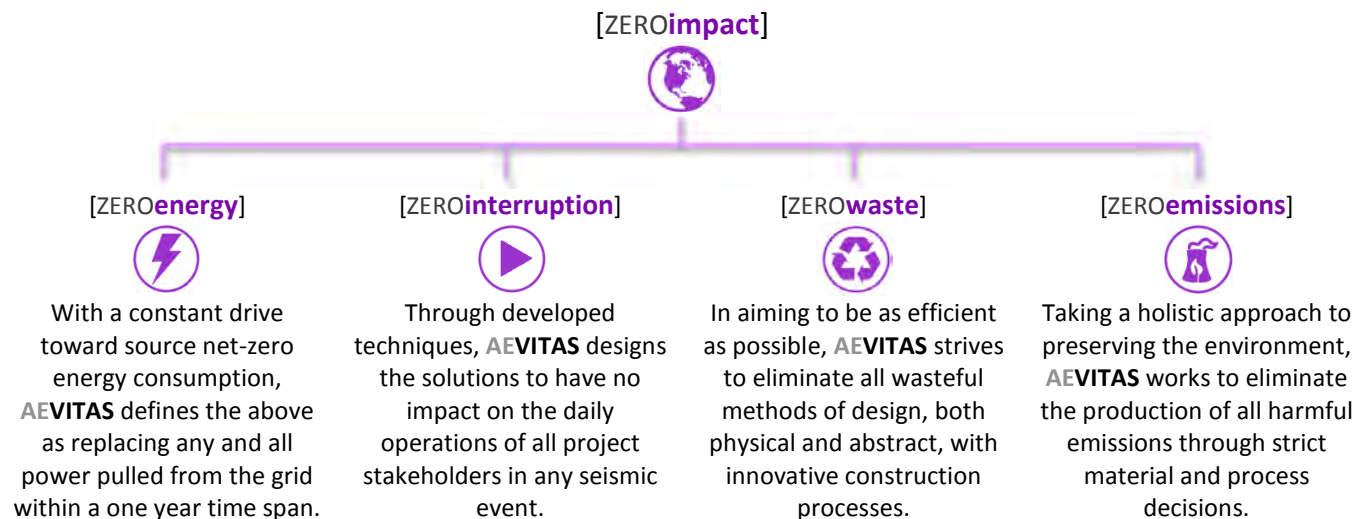 [ZEROimpact]
[ZEROenergy]
With a constant drive
toward source net-zero
energy consumption,
AEVITAS defines the above
as replacing any and all
power pulled from the grid
within a one year time span.
[ZEROinterruption]
Through developed
techniques, AEVITAS designs
the solutions to have no
impact on the daily
operations of all project
stakeholders in any seismic
event.
[ZEROwaste]
In aiming to be as efficient
as possible, AEVITAS strives
to eliminate all wasteful
methods of design, both
physical and abstract, with
innovative construction
processes.
[ZEROemissions]
Taking a holistic approach to
preserving the environment,
AEVITAS works to eliminate
the production of all harmful
emissions through strict
material and process
decisions.